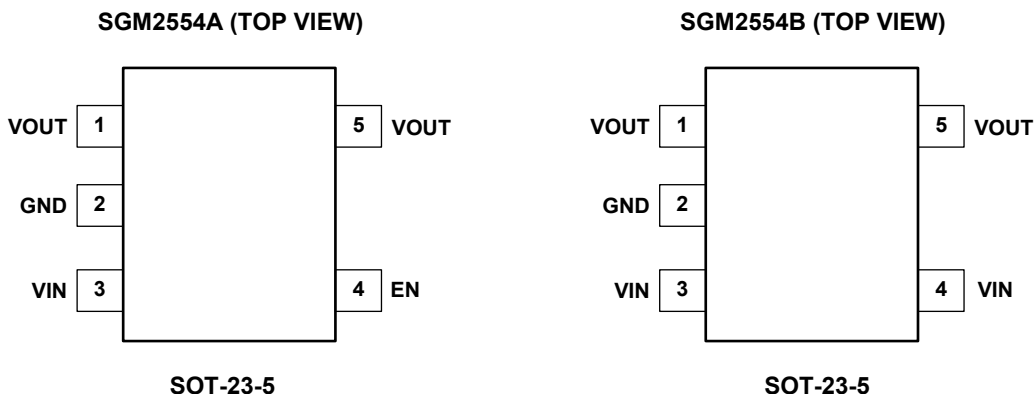 SGM2554A (TOP VIEW)
VOUT 1
5 VOUT
GND 2
VIN 3
4 EN
SOT-23-5
SGM2554B (TOP VIEW)
VOUT 1
5 VOUT
GND 2
VIN 3
4 VIN
SOT-23-5